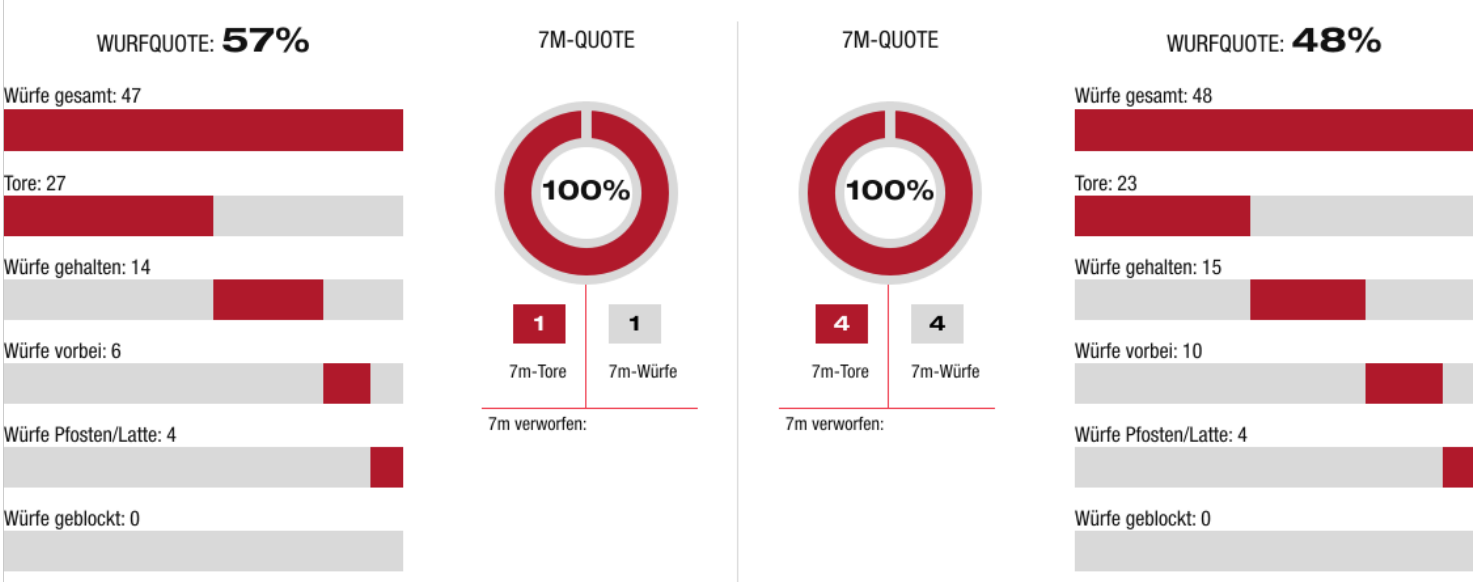 WURFQUOTE: 57%
Würfe gesamt: 47
Tore: 27
Würfe gehalten: 14
Würfe vorbei: 6
Würfe Pfosten/Latte: 4
Würfe geblockt: 0
7M-QUOTE
100%
1 1
7m-Tore 7m-Würfe
7m verworfen:
7M-QUOTE
100%
4 4
7m-Tore 7m-Würfe
7m verworfen:
WURFQUOTE: 48%
Würfe gesamt: 48
Tore: 23
Würfe gehalten: 15
Würfe vorbei: 10
Würfe Pfosten/Latte: 4
Würfe geblockt: 0